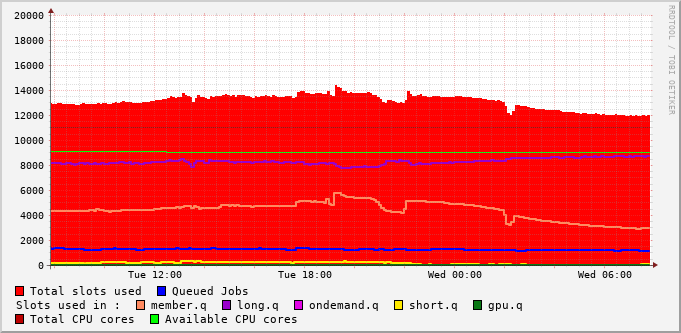 20000
18000
16000
14000
12000
10000
8000
6000
4000
2000
0
Tue 12:00 Tue 18:00 Wed 00:00 Wed 06:00
RRDTOOL / TOBI OETIKER
Total slots used Queued Jobs
Slots used in : member.q long.q ondemand.q short.q gpu.q
Total CPU cores Available CPU cores